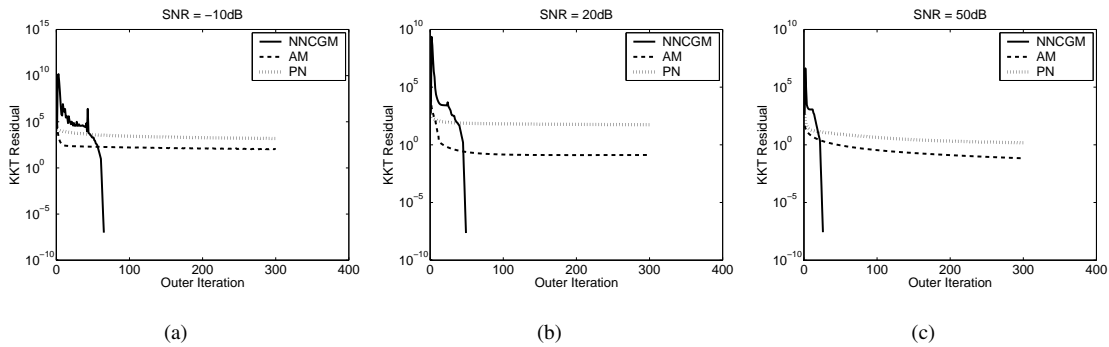 SNR = −10dB
10^15
10^10
10^5
10^0
10^−5
10^−10
KKT Residual
0
100
200
300
400
Outer Iteration
NNCGM
AM
PN
(a)
SNR = 20dB
10^10
10^5
10^0
10^−5
10^−10
KKT Residual
0
100
200
300
400
Outer Iteration
NNCGM
AM
PN
(b)
SNR = 50dB
10^10
10^5
10^0
10^−5
10^−10
KKT Residual
0
100
200
300
400
Outer Iteration
NNCGM
AM
PN
(c)